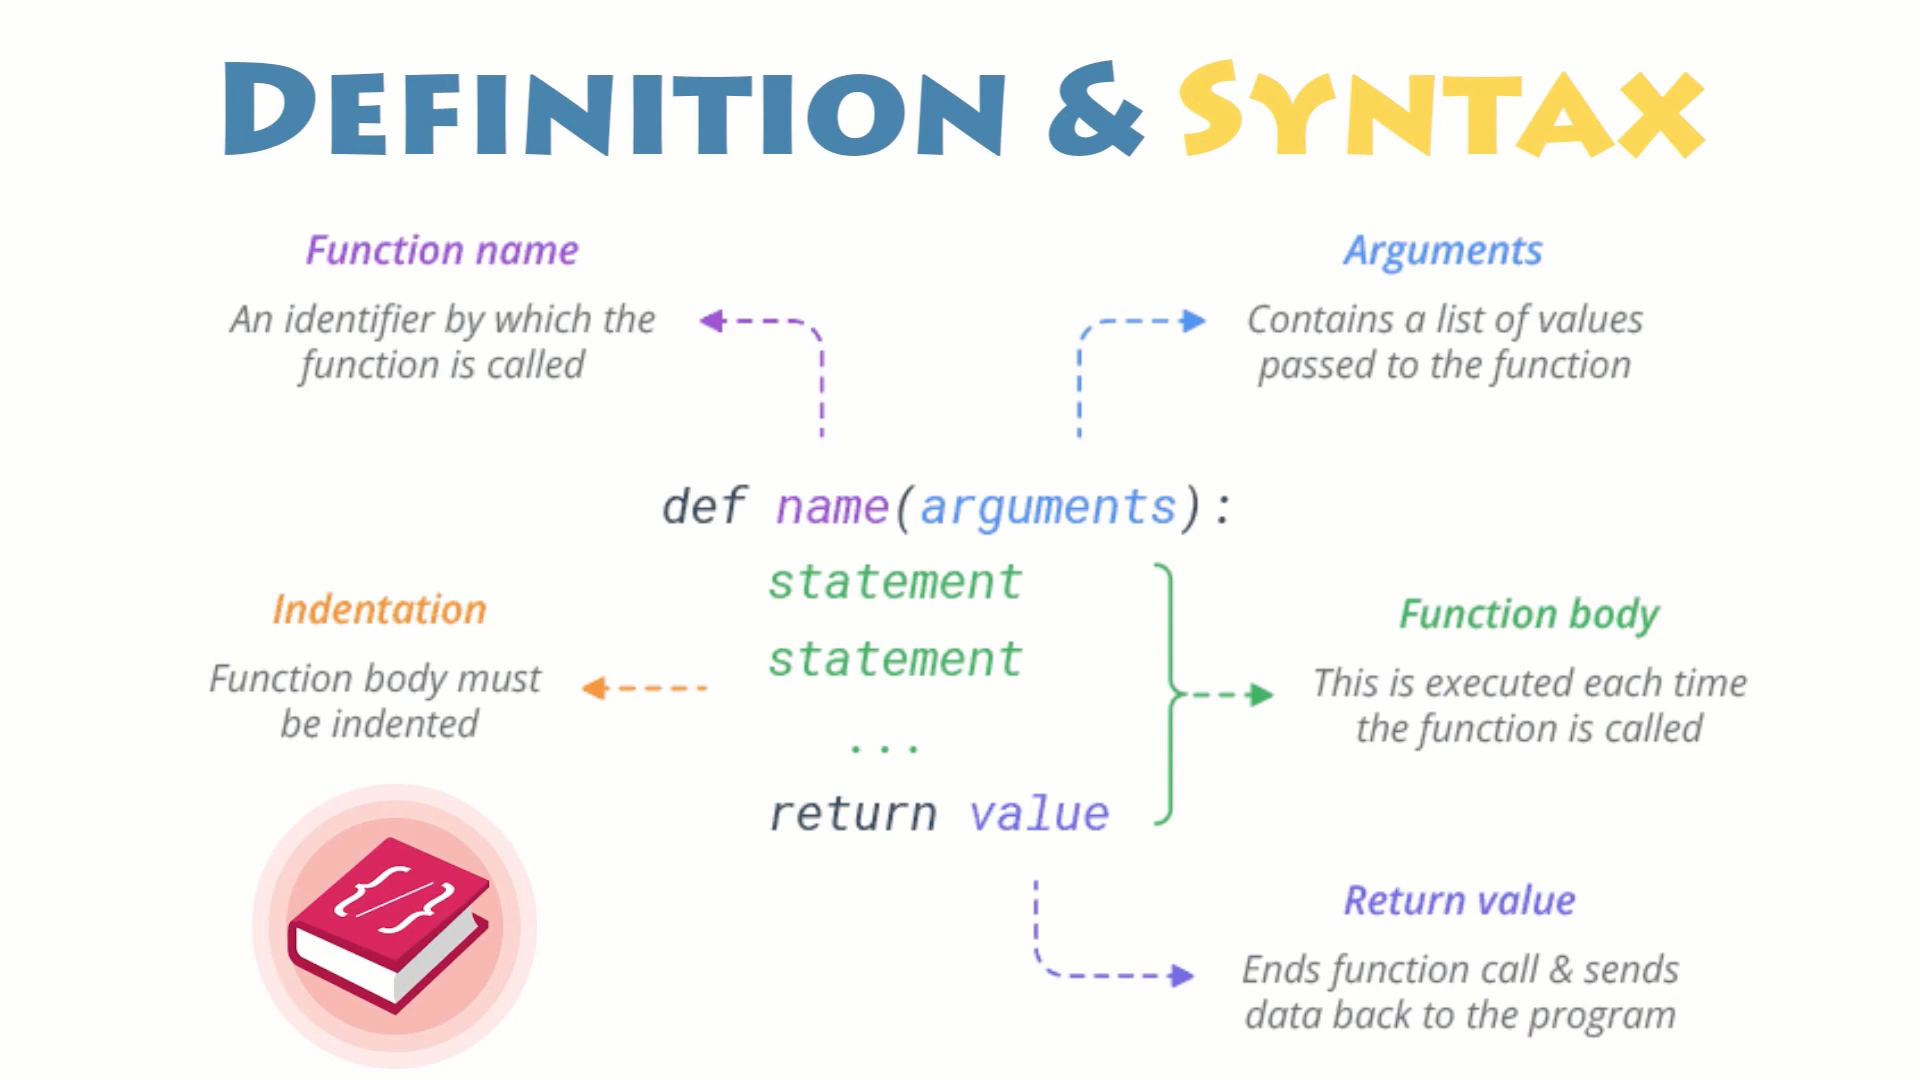 DEFINITION & SYNTAX
Function name
An identifier by which the
function is called
Arguments
Contains a list of values
passed to the function
def name(arguments):
statement
statement
...
return value
Indentation
Function body must
be indented
Function body
This is executed each time
the function is called
{/}
Return value
Ends function call & sends
data back to the program